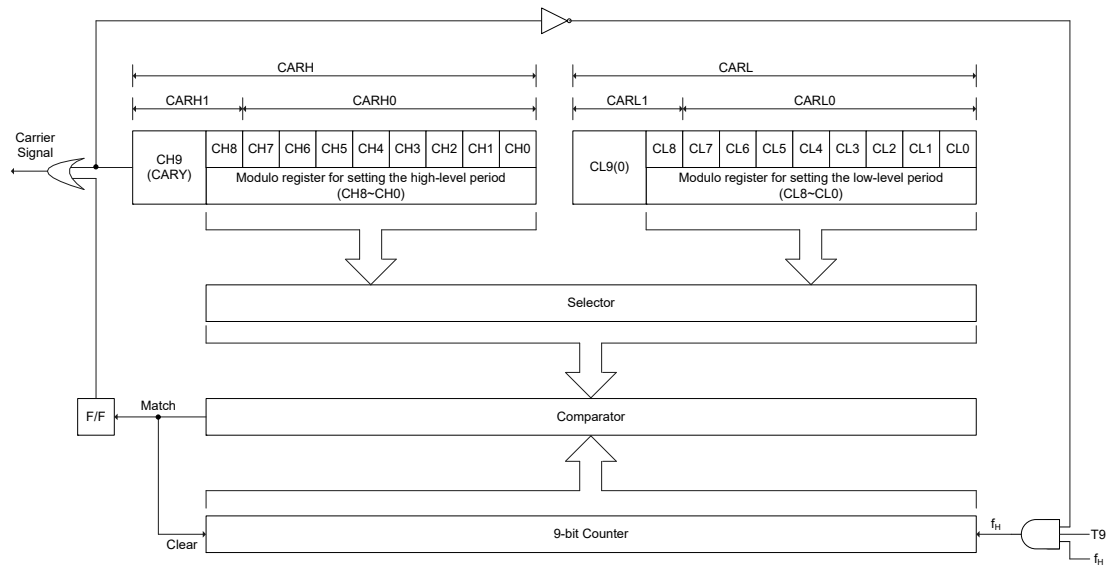 CARH
CARL
CARH1
CARH0
CARL1
CARL0
Carrier
Signal
CH9
(CARY)
CH8
CH7
CH6
CH5
CH4
CH3
CH2
CH1
CH0
Modulo register for setting the high-level period
(CH8~CH0)
CL9(0)
CL8
CL7
CL6
CL5
CL4
CL3
CL2
CL1
CL0
Modulo register for setting the low-level period
(CL8~CL0)
Selector
F/F
Match
Comparator
Clear
9-bit Counter
fH
T9
fH